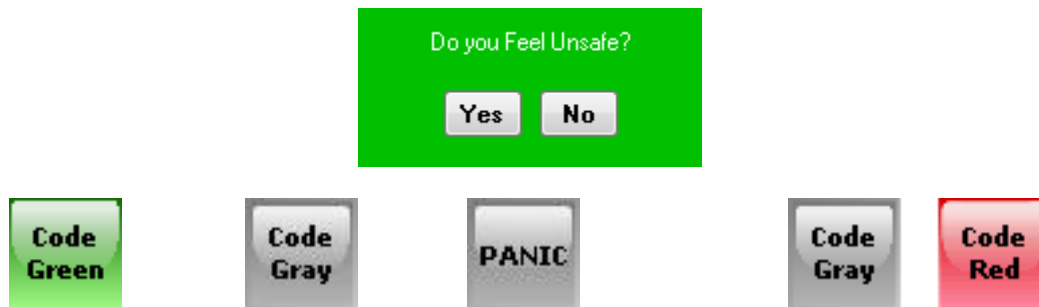 Do you Feel Unsafe?
Yes No
Code Green
Code Gray
PANIC
Code Gray
Code Red